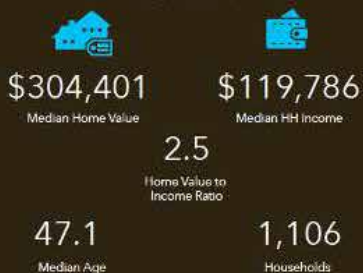 $304,401
Median Home Value
$119,786
Median HH Income
2.5
Home Value to
Income Ratio
47.1
Median Age
1,106
Households